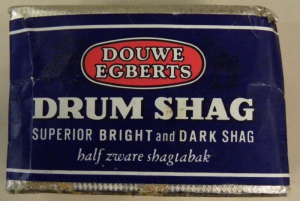 DOUWE
EGBERTS
DRUM SHAG
SUPERIOR BRIGHT and DARK SHAG
half zware shagtabak